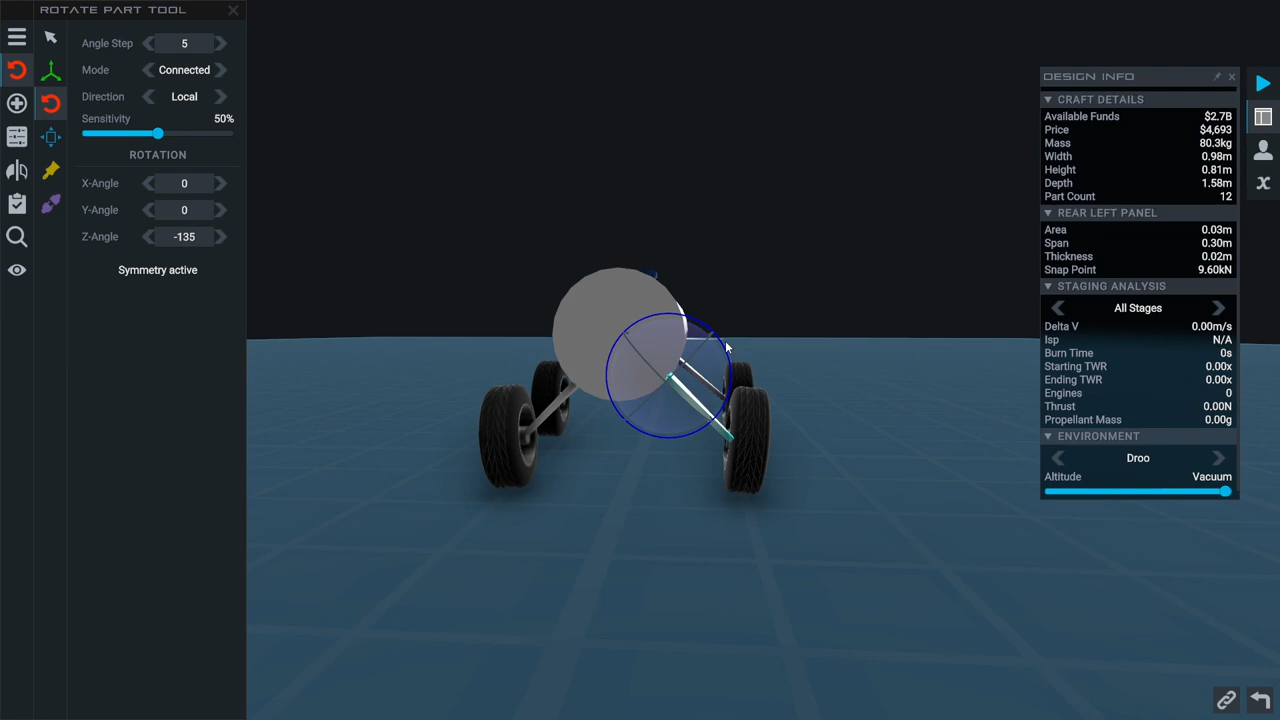 ROTATE PART TOOL
Angle Step 5
Mode Connected
Direction Local
Sensitivity 50%
ROTATION
X-Angle 0
Y-Angle 0
Z-Angle -135
Symmetry active
DESIGN INFO
CRAFT DETAILS
Available Funds $2.7B
Price $4,693
Mass 80.3kg
Width 0.98m
Height 0.81m
Depth 1.58m
Part Count 12
REAR LEFT PANEL
Area 0.03m
Span 0.30m
Thickness 0.02m
Snap Point 9.60kN
STAGING ANALYSIS
All Stages
Delta V 0.00m/s
Isp N/A
Burn Time 0s
Starting TWR 0.00x
Ending TWR 0.00x
Engines 0
Thrust 0.00N
Propellant Mass 0.00g
ENVIRONMENT
Droo
Altitude Vacuum